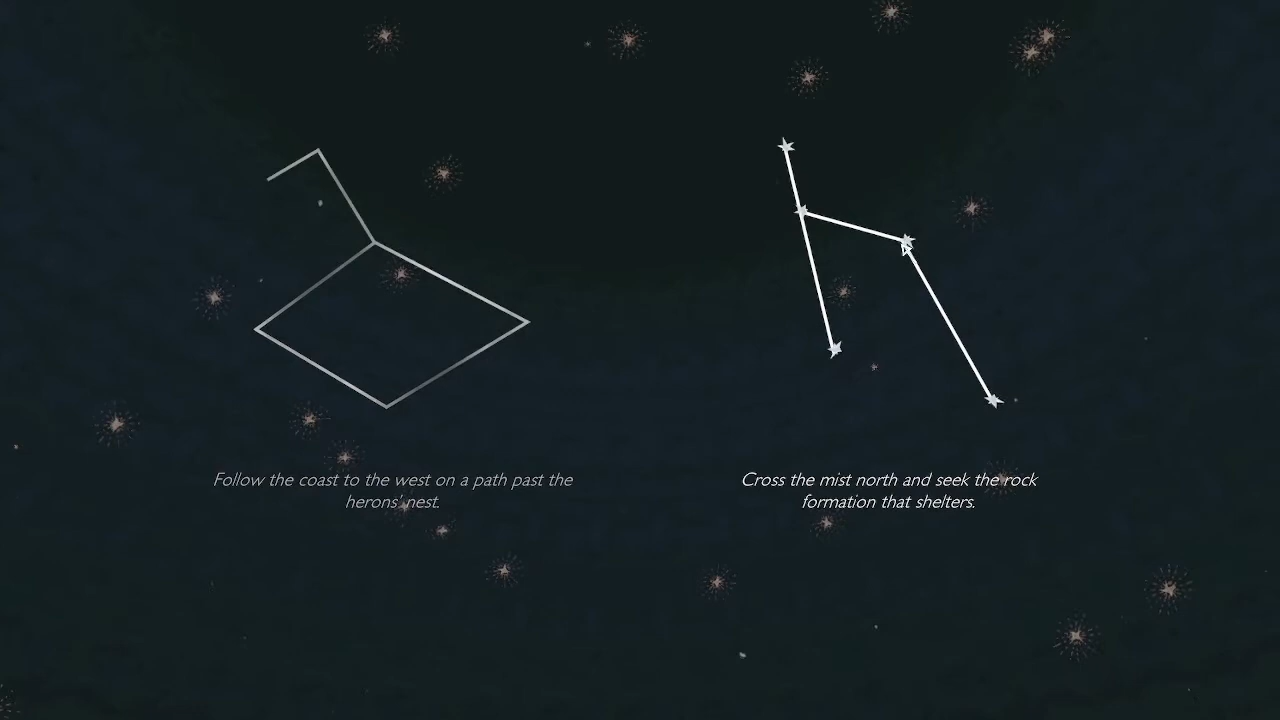 Follow the coast to the west on a path past the
herons' nest.
Cross the mist north and seek the rock
formation that shelters.